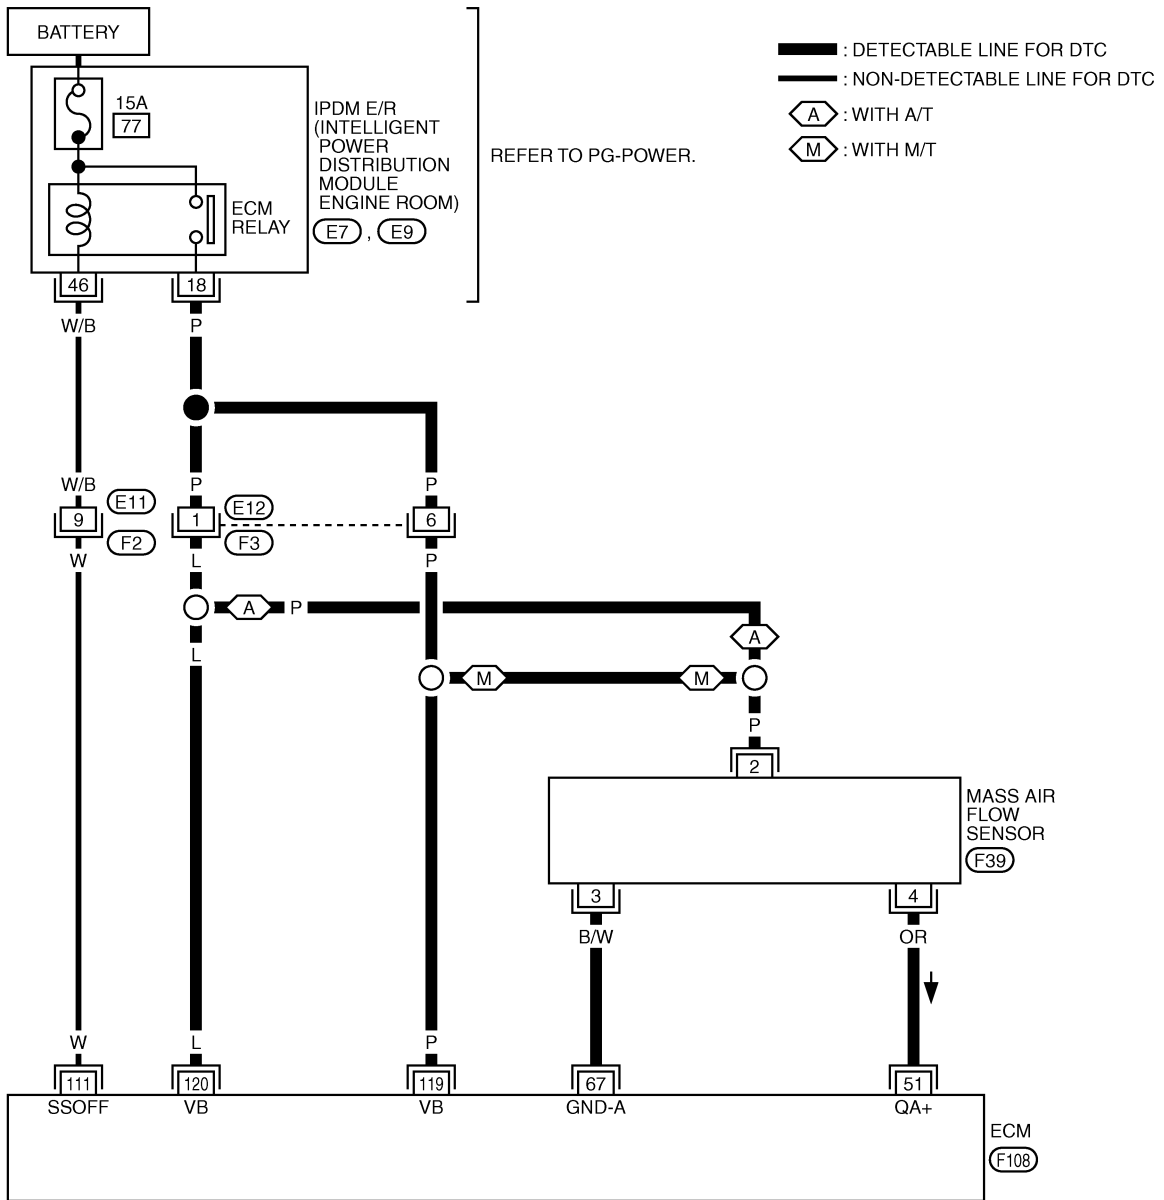 BATTERY
15A
77
IPDM E/R
(INTELLIGENT
POWER
DISTRIBUTION
MODULE
ENGINE ROOM)
E7 , E9
ECM
RELAY
REFER TO PG-POWER.
: DETECTABLE LINE FOR DTC
: NON-DETECTABLE LINE FOR DTC
A : WITH A/T
M : WITH M/T
46 18
W/B P
W/B P P
E11 E12
9 1 6
F2 F3
W L P
A P
A
L
M M
P
2
MASS AIR
FLOW
SENSOR
F39
3 4
B/W OR
W L P
111 120 119 67 51
SSOFF VB VB GND-A QA+
ECM
F108